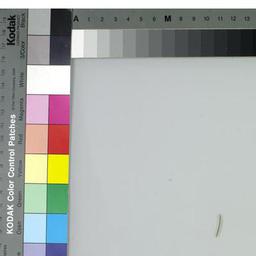 A 1 2 3 4 5 6 M 8 9 10 11 12 13
Kodak
Black
3/Color
White
Magenta
Red
Yellow
Green
Cyan
Blue
KODAK Color Control Patches